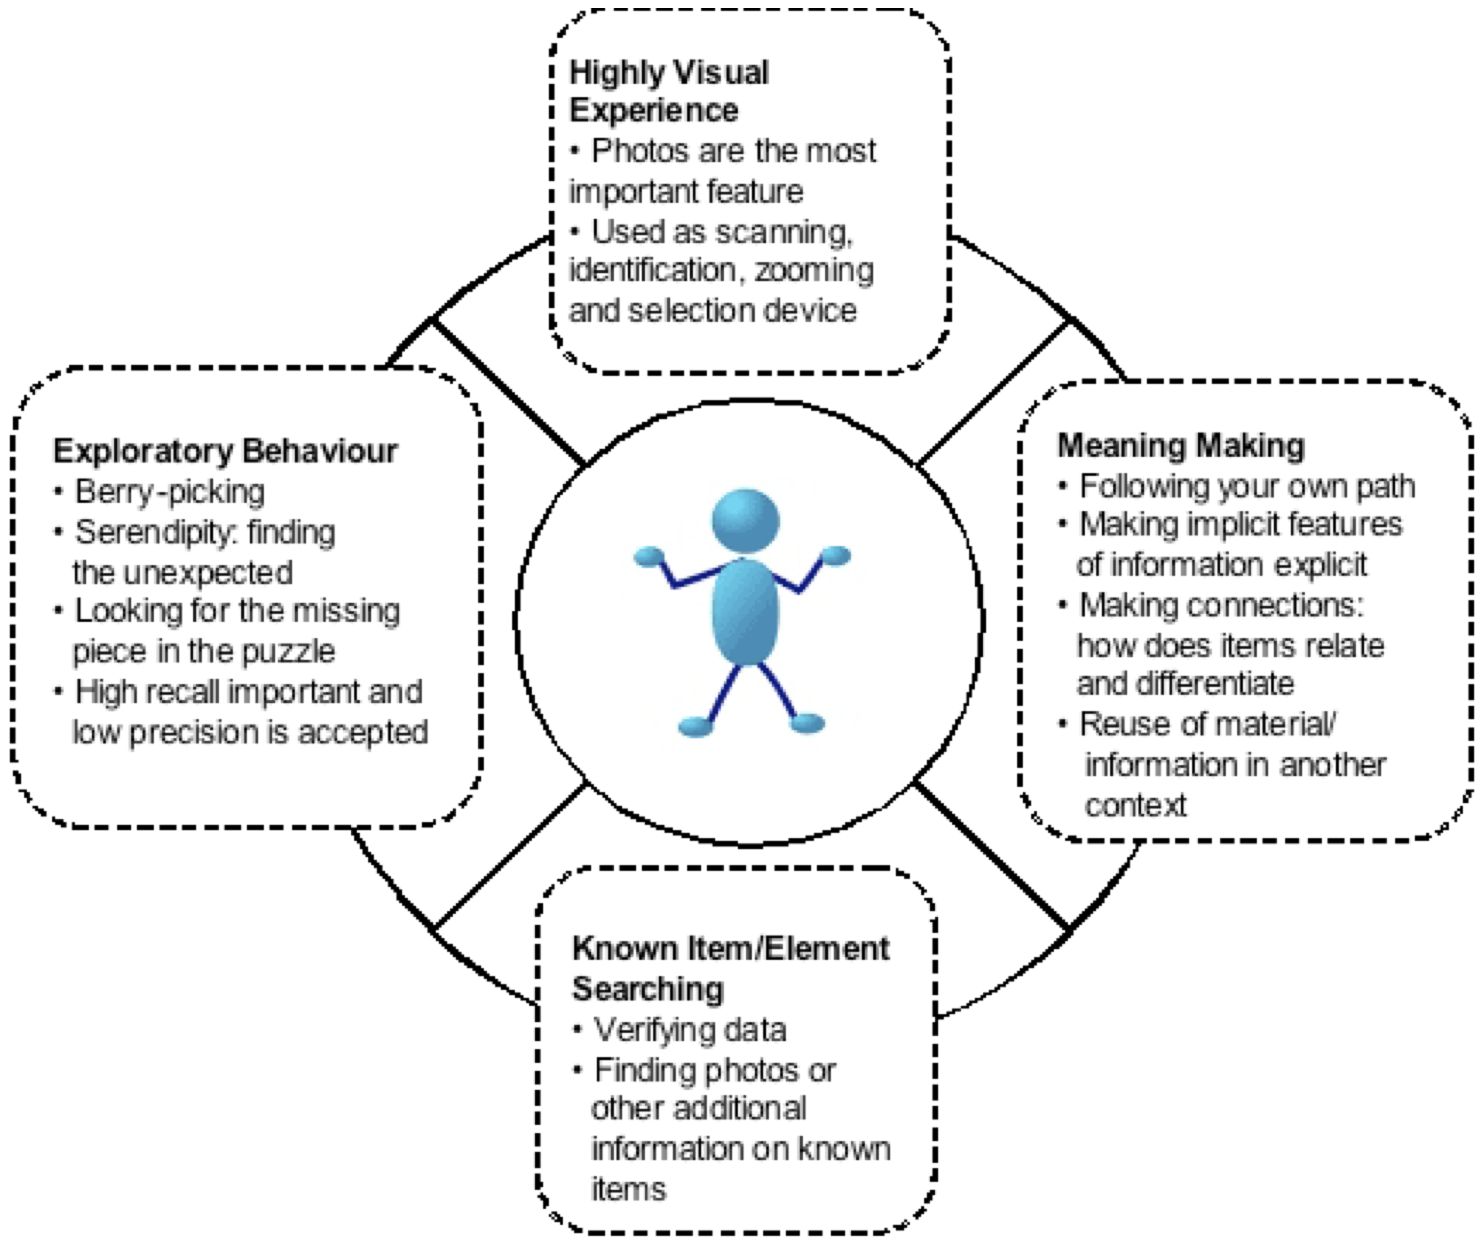 Highly Visual
Experience
• Photos are the most
important feature
• Used as scanning,
identification, zooming
and selection device
Exploratory Behaviour
• Berry-picking
• Serendipity: finding
the unexpected
• Looking for the missing
piece in the puzzle
• High recall important and
low precision is accepted
Meaning Making
• Following your own path
• Making implicit features
of information explicit
• Making connections:
how does items relate
and differentiate
• Reuse of material/
information in another
context
Known Item/Element
Searching
• Verifying data
• Finding photos or
other additional
information on known
items